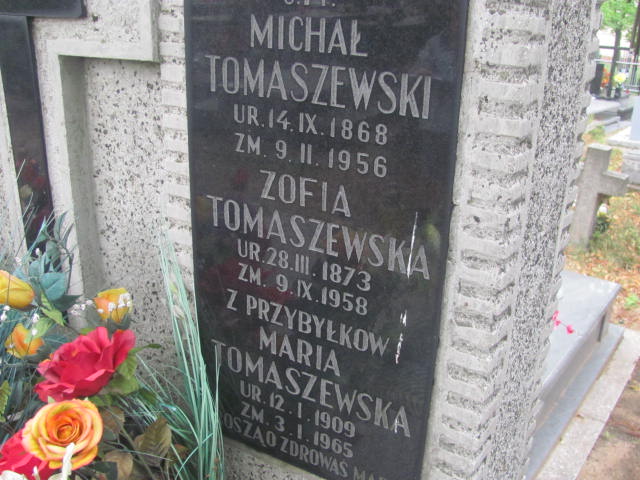 Ś.†P.
MICHAŁ
TOMASZEWSKI
UR. 14.IX. 1868
ZM. 9.II. 1956
ZOFIA
TOMASZEWSKA
UR. 28.III. 1873
ZM. 9.IX. 1958
Z PRZYBYŁKÓW
MARIA
TOMASZEWSKA
UR. 12.I. 1909
ZM. 3.I. 1965
ZDROWAŚ